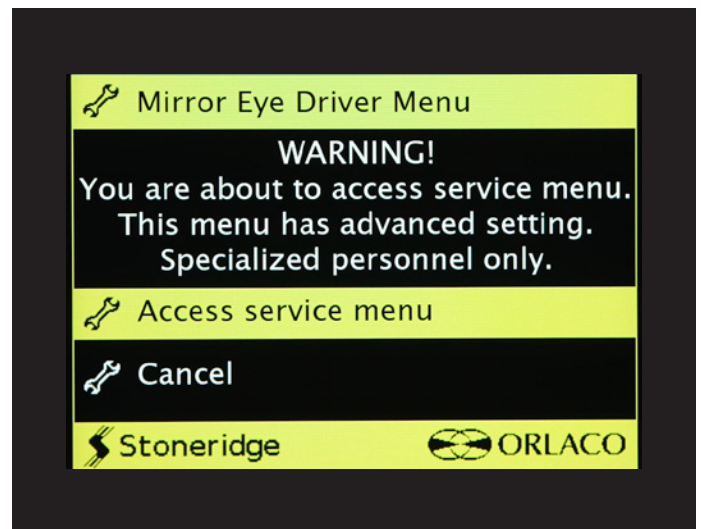 Mirror Eye Driver Menu
WARNING!
You are about to access service menu.
This menu has advanced setting.
Specialized personnel only.
Access service menu
Cancel
Stoneridge ORLACO